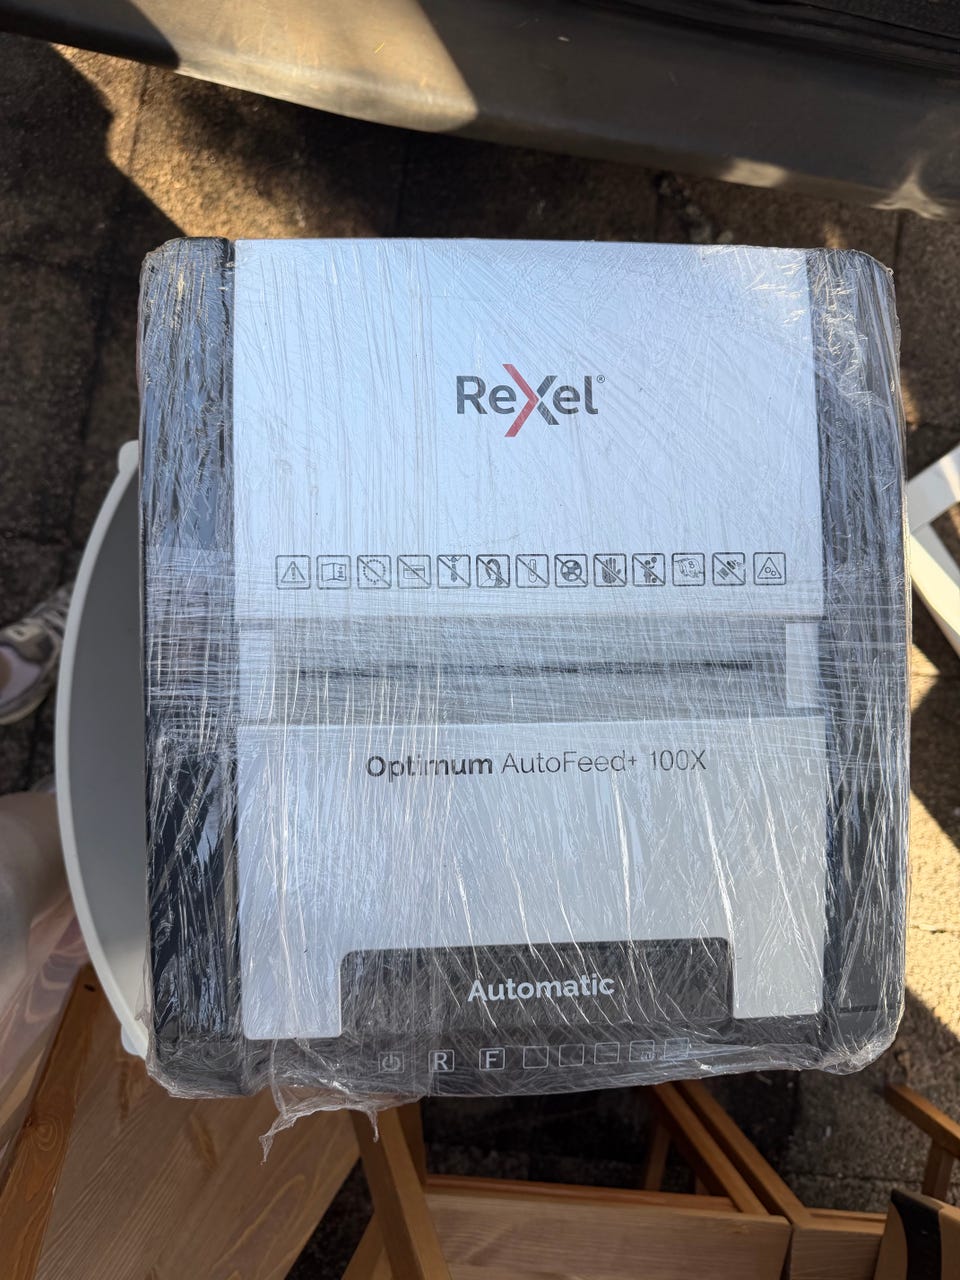 Rexel®
Optimum AutoFeed+ 100X
Automatic
R F